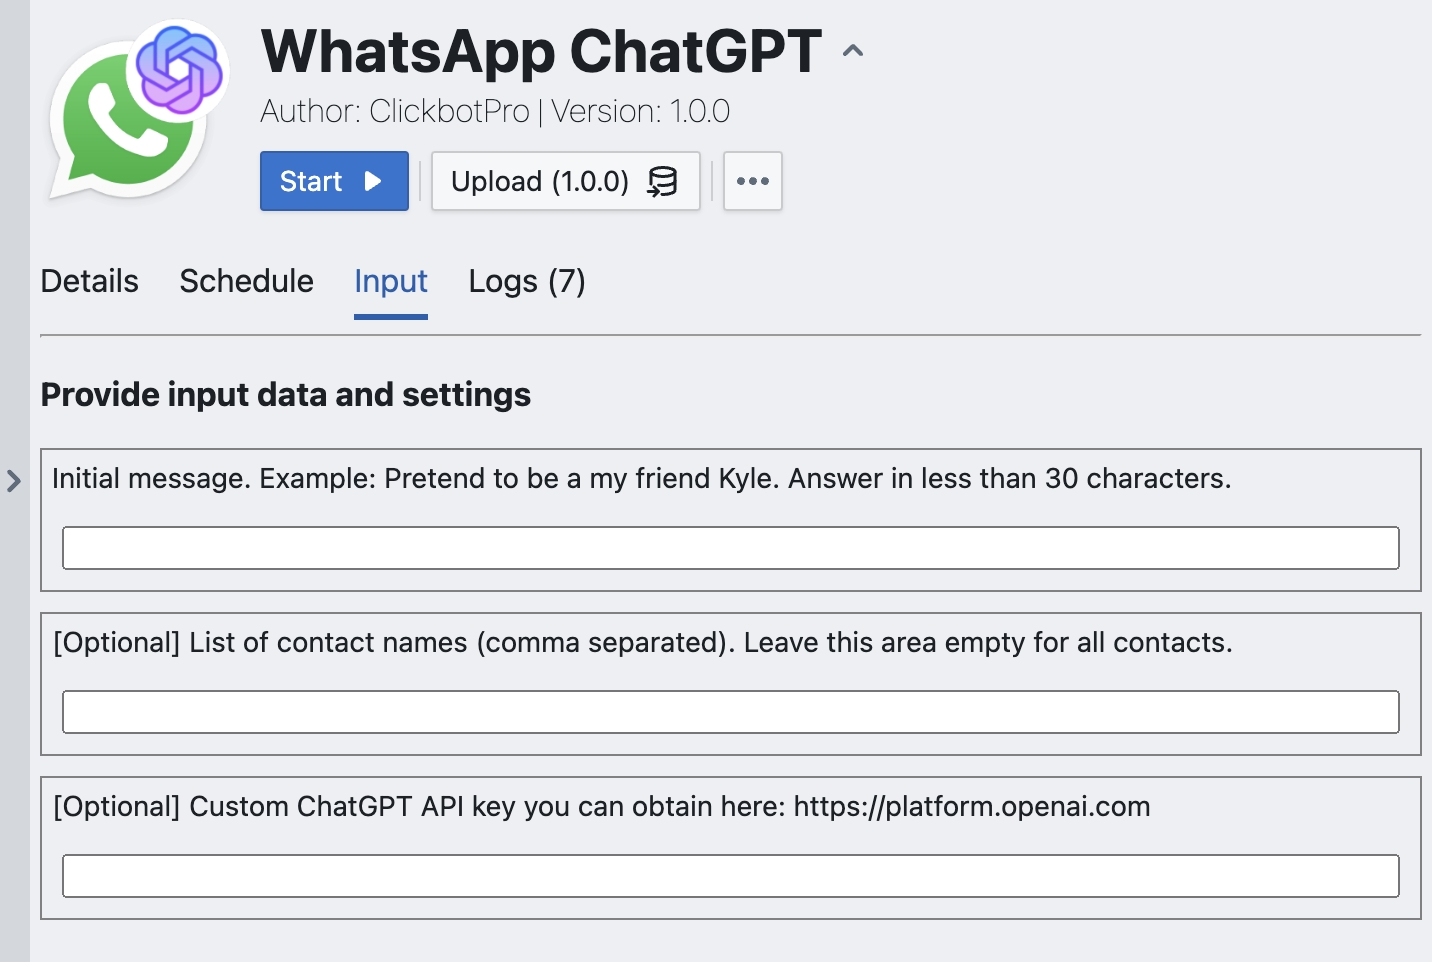 WhatsApp ChatGPT
Author: ClickbotPro | Version: 1.0.0
Start
Upload (1.0.0)
Details Schedule Input Logs (7)
Provide input data and settings
Initial message. Example: Pretend to be a my friend Kyle. Answer in less than 30 characters.
[Optional] List of contact names (comma separated). Leave this area empty for all contacts.
[Optional] Custom ChatGPT API key you can obtain here: https://platform.openai.com